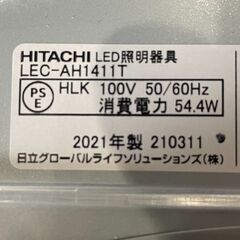 HITACHI LED照明器具
LEC-AH1411T
PS
E
HLK 100V 50/60Hz
消費電力 54.4W
2021年製 210311
日立グローバルライフソリューションズ(株)